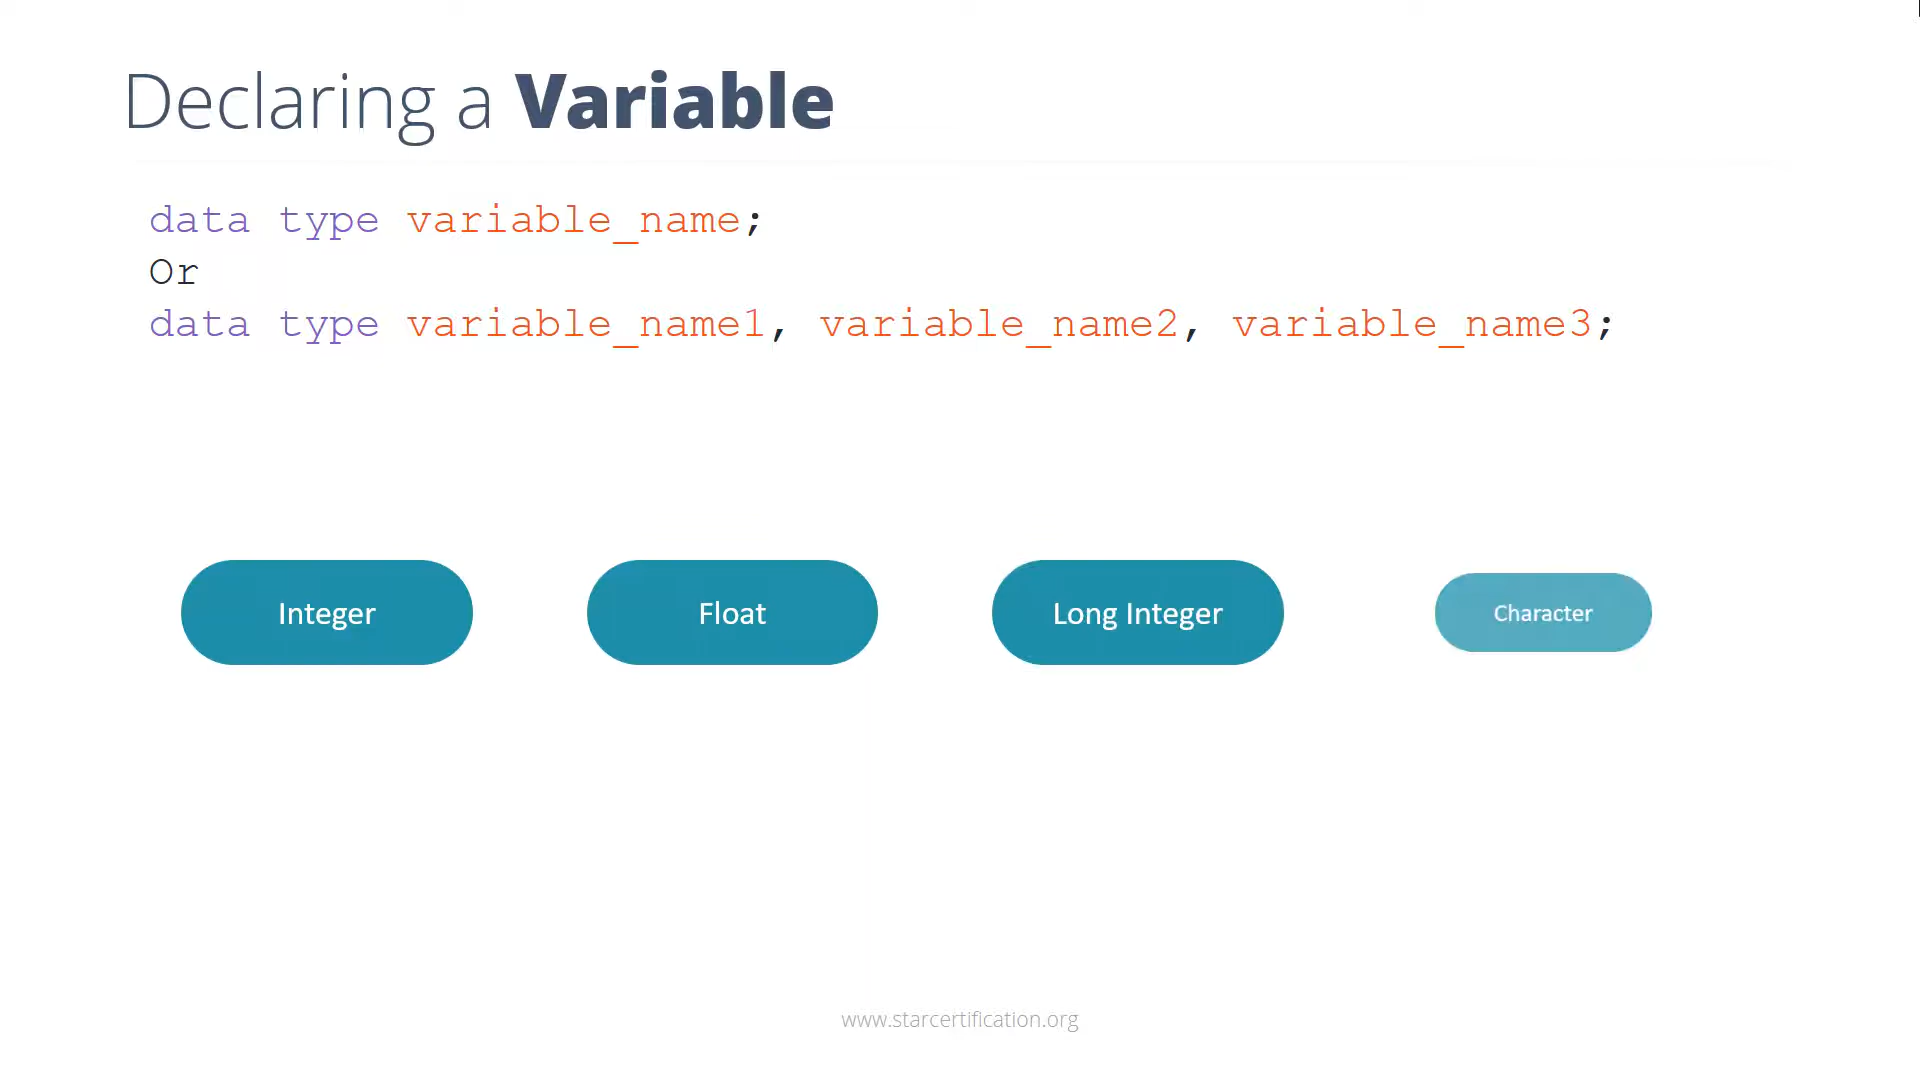 Declaring a Variable
data type variable_name;
Or
data type variable_name1, variable_name2, variable_name3;
Integer
Float
Long Integer
Character
www.starcertification.org